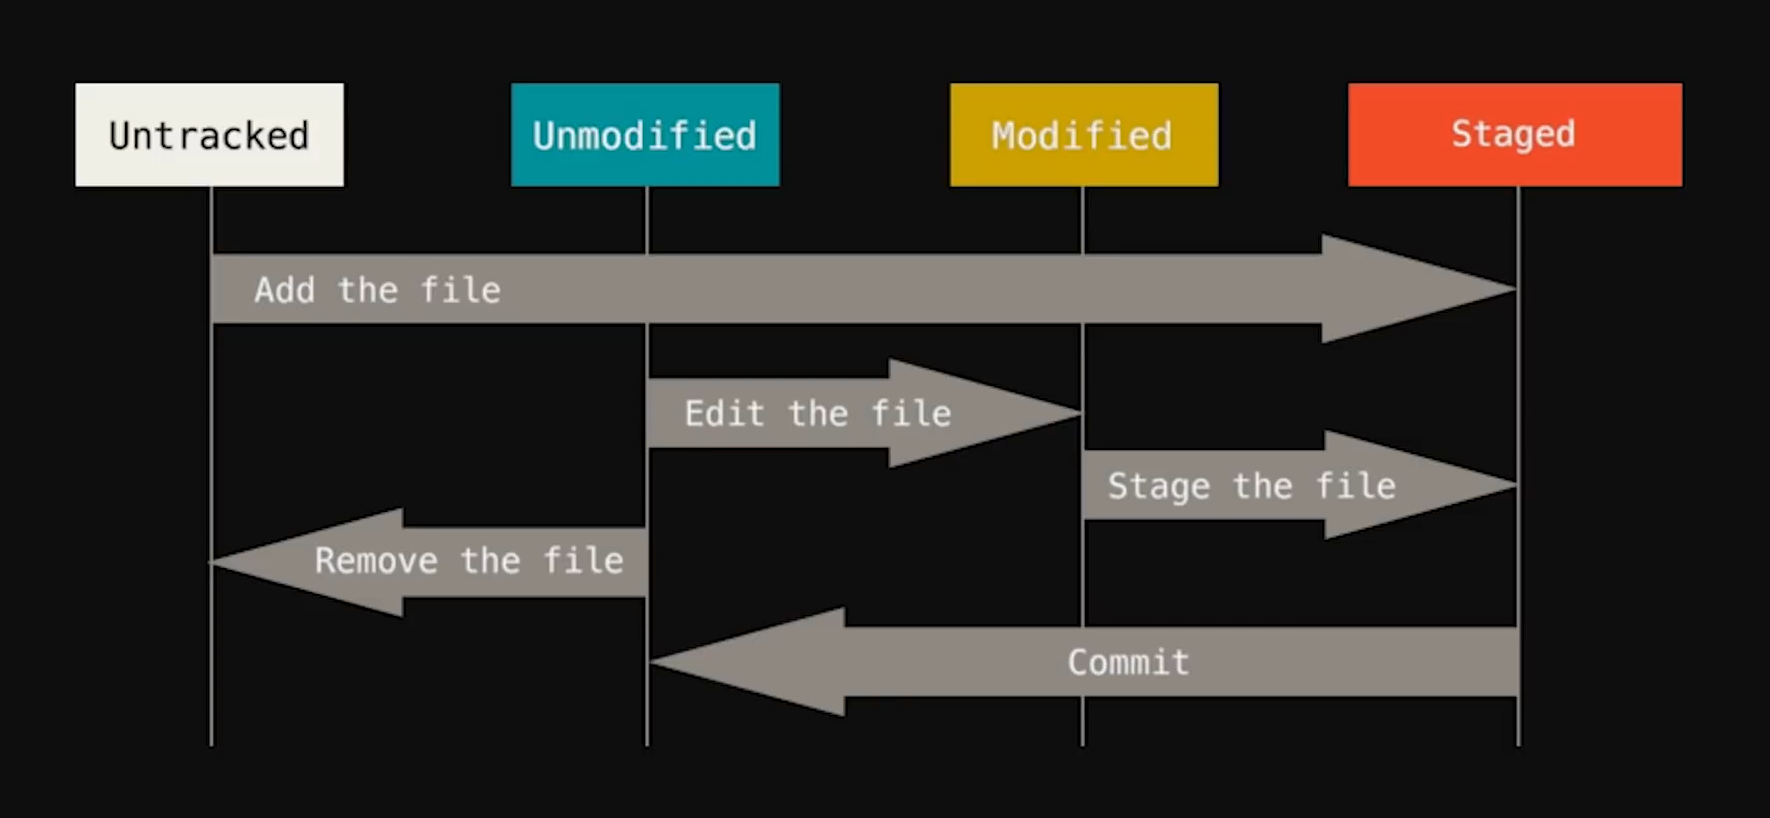 Untracked
Unmodified
Modified
Staged
Add the file
Edit the file
Stage the file
Remove the file
Commit